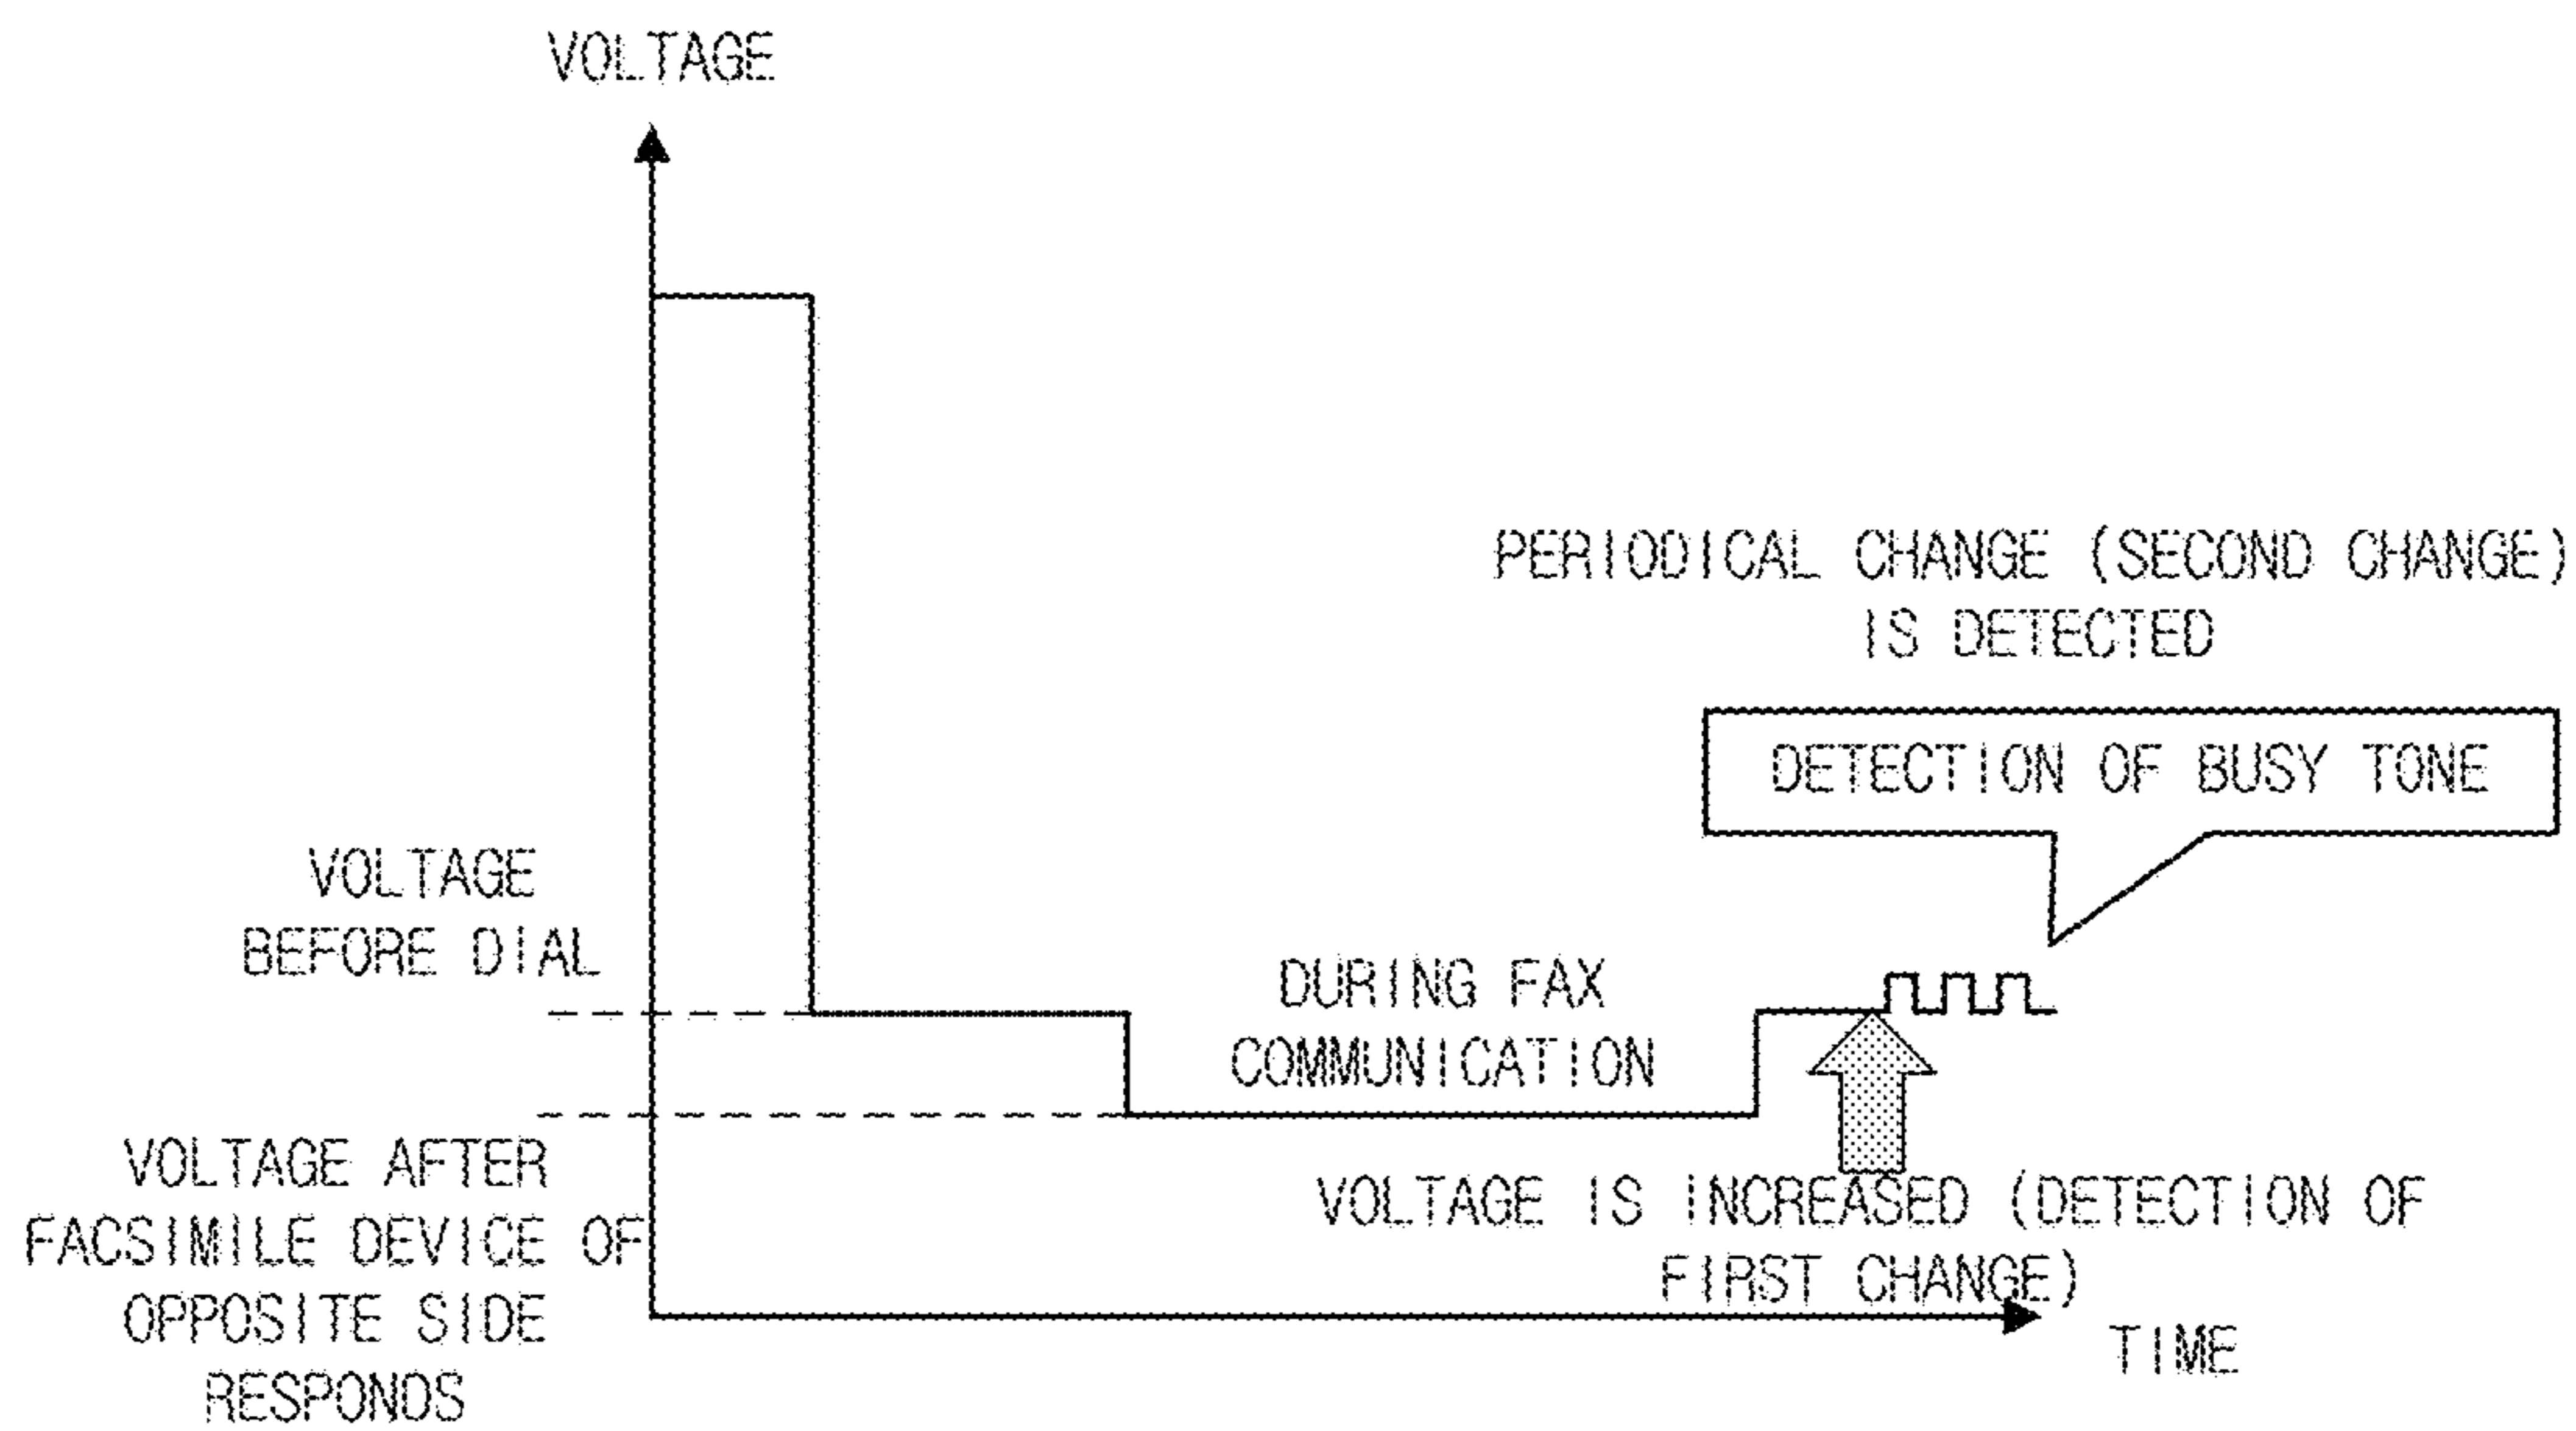 VOLTAGE
PERIODICAL CHANGE (SECOND CHANGE)
IS DETECTED
DETECTION OF BUSY TONE
VOLTAGE
BEFORE DIAL
DURING FAX
COMMUNICATION
VOLTAGE AFTER
FACSIMILE DEVICE OF
OPPOSITE SIDE
RESPONDS
VOLTAGE IS INCREASED (DETECTION OF
FIRST CHANGE)
TIME